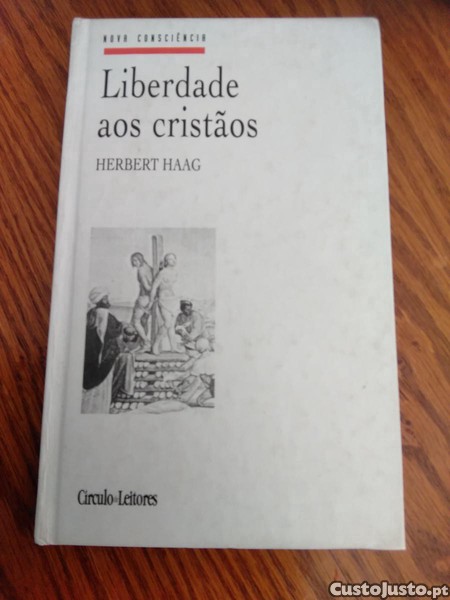 NOVA CONSCIÊNCIA
Liberdade
aos cristãos
HERBERT HAAG
Círculo de Leitores
CustoJusto.pt